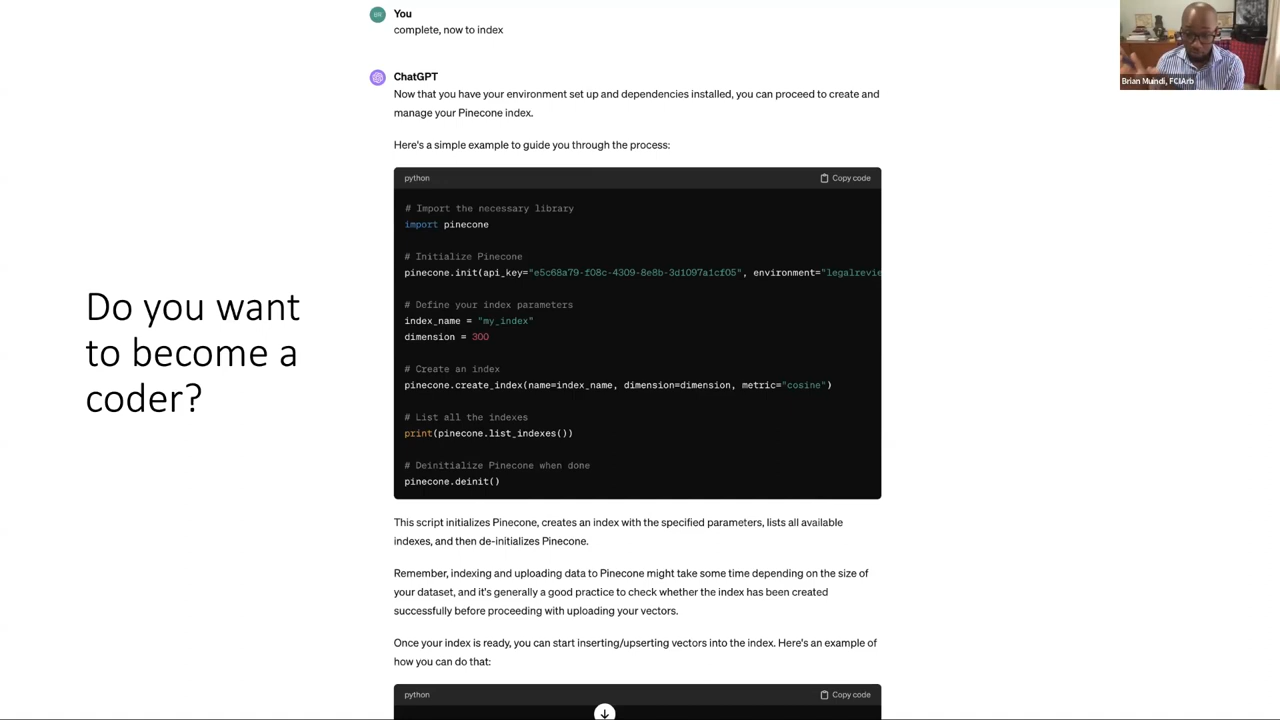 Do you want
to become a
coder?
BR
You
complete, now to index
ChatGPT
Now that you have your environment set up and dependencies installed, you can proceed to create and
manage your Pinecone index.
Here's a simple example to guide you through the process:
python
Copy code
# Import the necessary library
import pinecone
# Initialize Pinecone
pinecone.init(api_key="e5c68a79-f08c-4309-8e8b-3d1097a1cf05", environment="legalrevie
# Define your index parameters
index_name = "my_index"
dimension = 300
# Create an index
pinecone.create_index(name=index_name, dimension=dimension, metric="cosine")
# List all the indexes
print(pinecone.list_indexes())
# Deinitialize Pinecone when done
pinecone.deinit()
This script initializes Pinecone, creates an index with the specified parameters, lists all available
indexes, and then de-initializes Pinecone.
Remember, indexing and uploading data to Pinecone might take some time depending on the size of
your dataset, and it's generally a good practice to check whether the index has been created
successfully before proceeding with uploading your vectors.
Once your index is ready, you can start inserting/upserting vectors into the index. Here's an example of
how you can do that:
python
Copy code
Brian Muindi, FCIArb